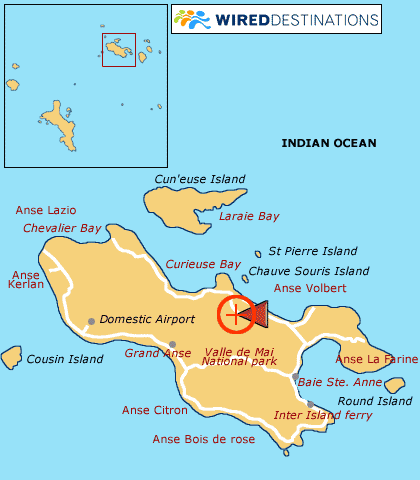 WIREDDESTINATIONS
INDIAN OCEAN
Cun'euse Island
Anse Lazio
Laraie Bay
Chevalier Bay
St Pierre Island
Curieuse Bay
Chauve Souris Island
Anse
Kerlan
Anse Volbert
Domestic Airport
Grand Anse
Valle de Mai
National park
Cousin Island
Anse La Farine
Baie Ste. Anne
Round Island
Anse Citron
Inter Island ferry
Anse Bois de rose